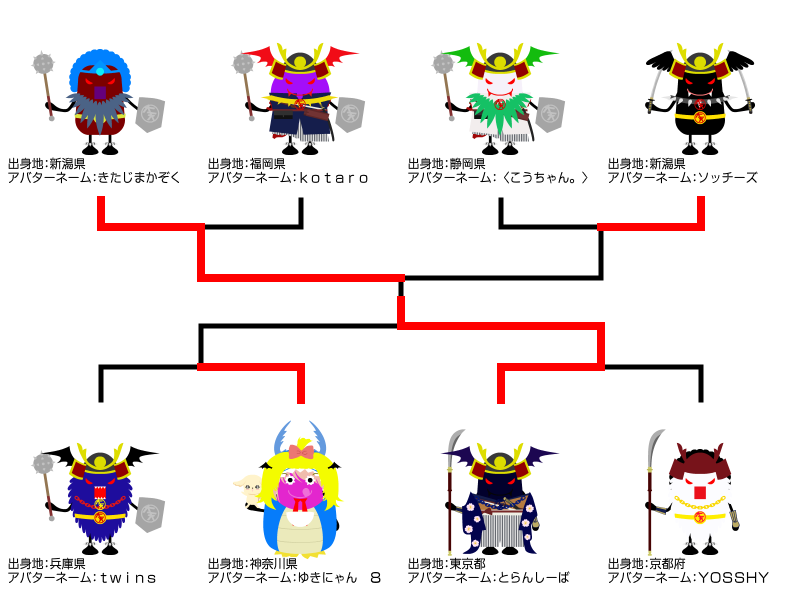 出身地:新潟県
アバターネーム:きたじまかぞく
出身地:福岡県
アバターネーム:kotaro
出身地:静岡県
アバターネーム:〈こうちゃん。〉
出身地:新潟県
アバターネーム:ソッチーズ
出身地:兵庫県
アバターネーム:twins
出身地:神奈川県
アバターネーム:ゆきにゃん 8
出身地:東京都
アバターネーム:とらんしーば
出身地:京都府
アバターネーム:YOSSHY